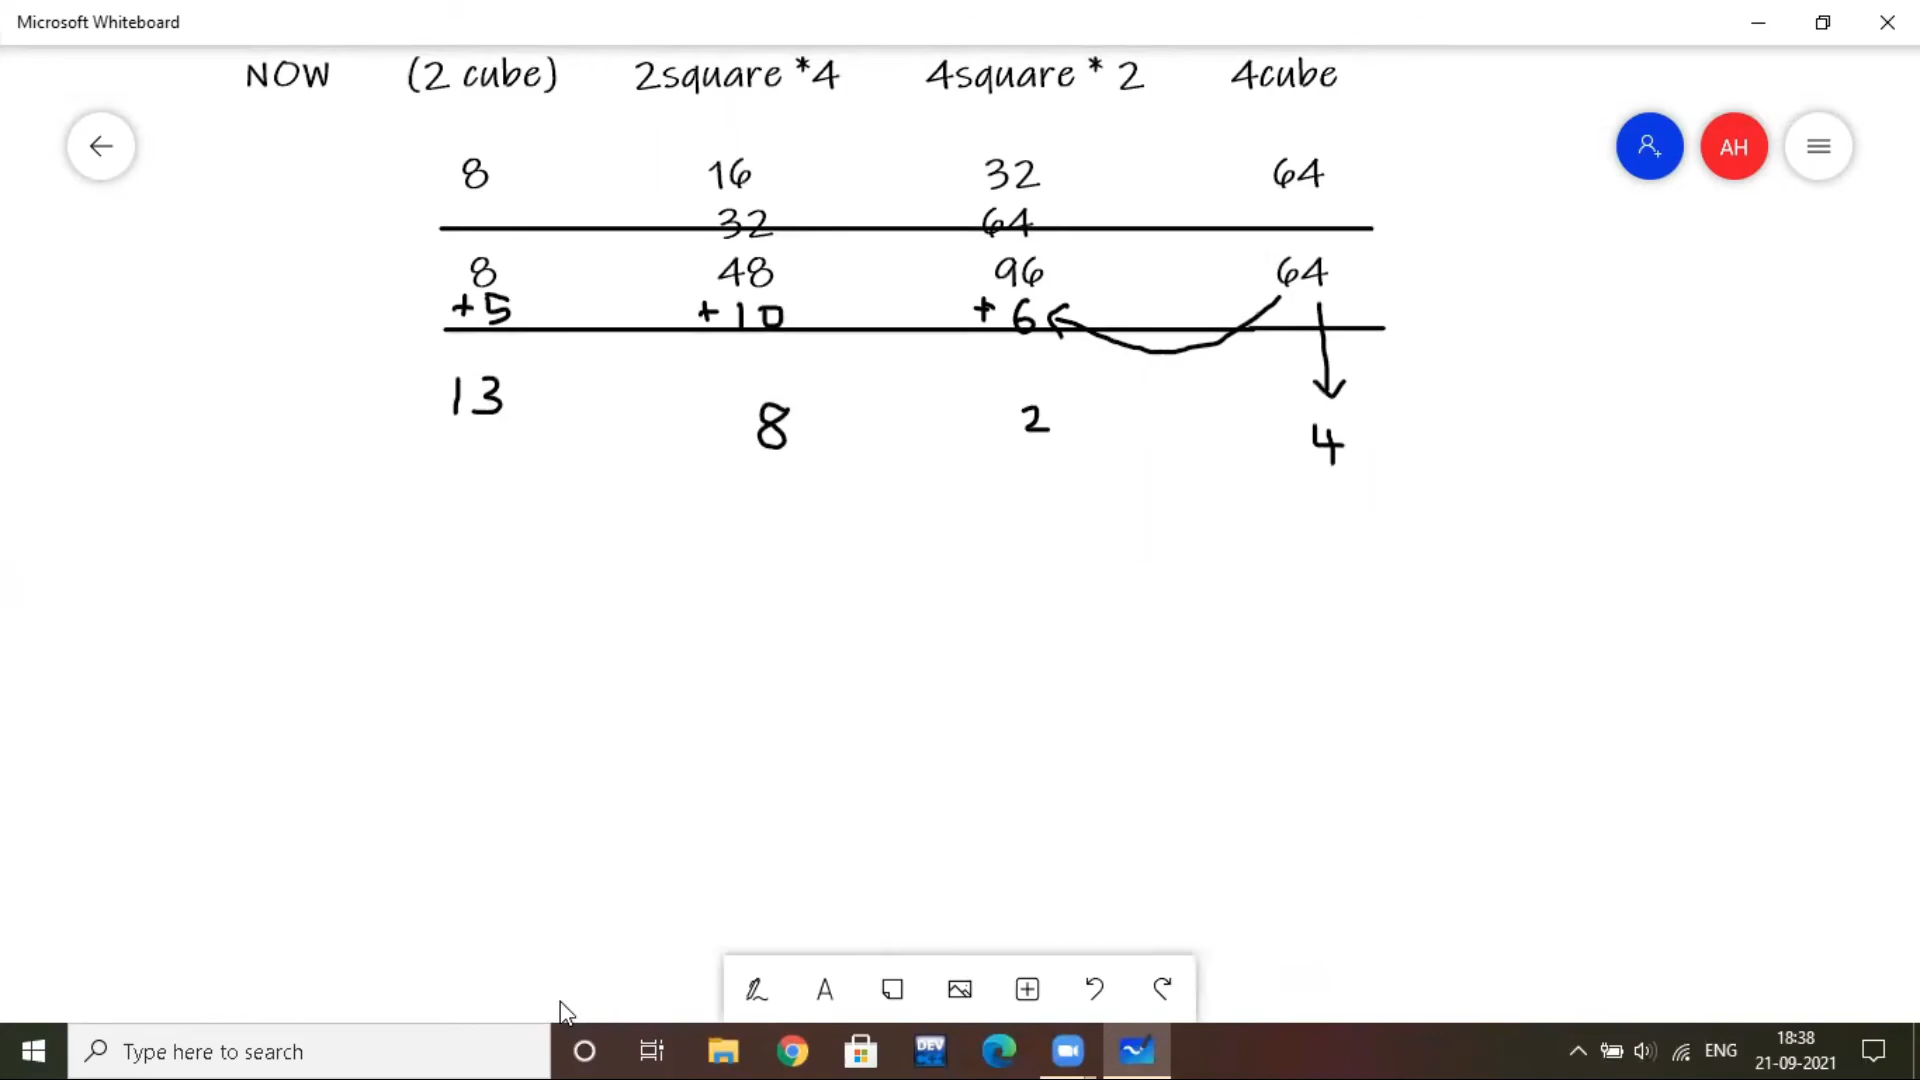 Microsoft Whiteboard
NOW (2 cube) 2square *4 4square * 2 4cube
AH
8 16 32 64
32 64
8 48 96 64
+5 +10 +6
13 8 2 4
A
Type here to search
DEV
ENG
18:38
21-09-2021